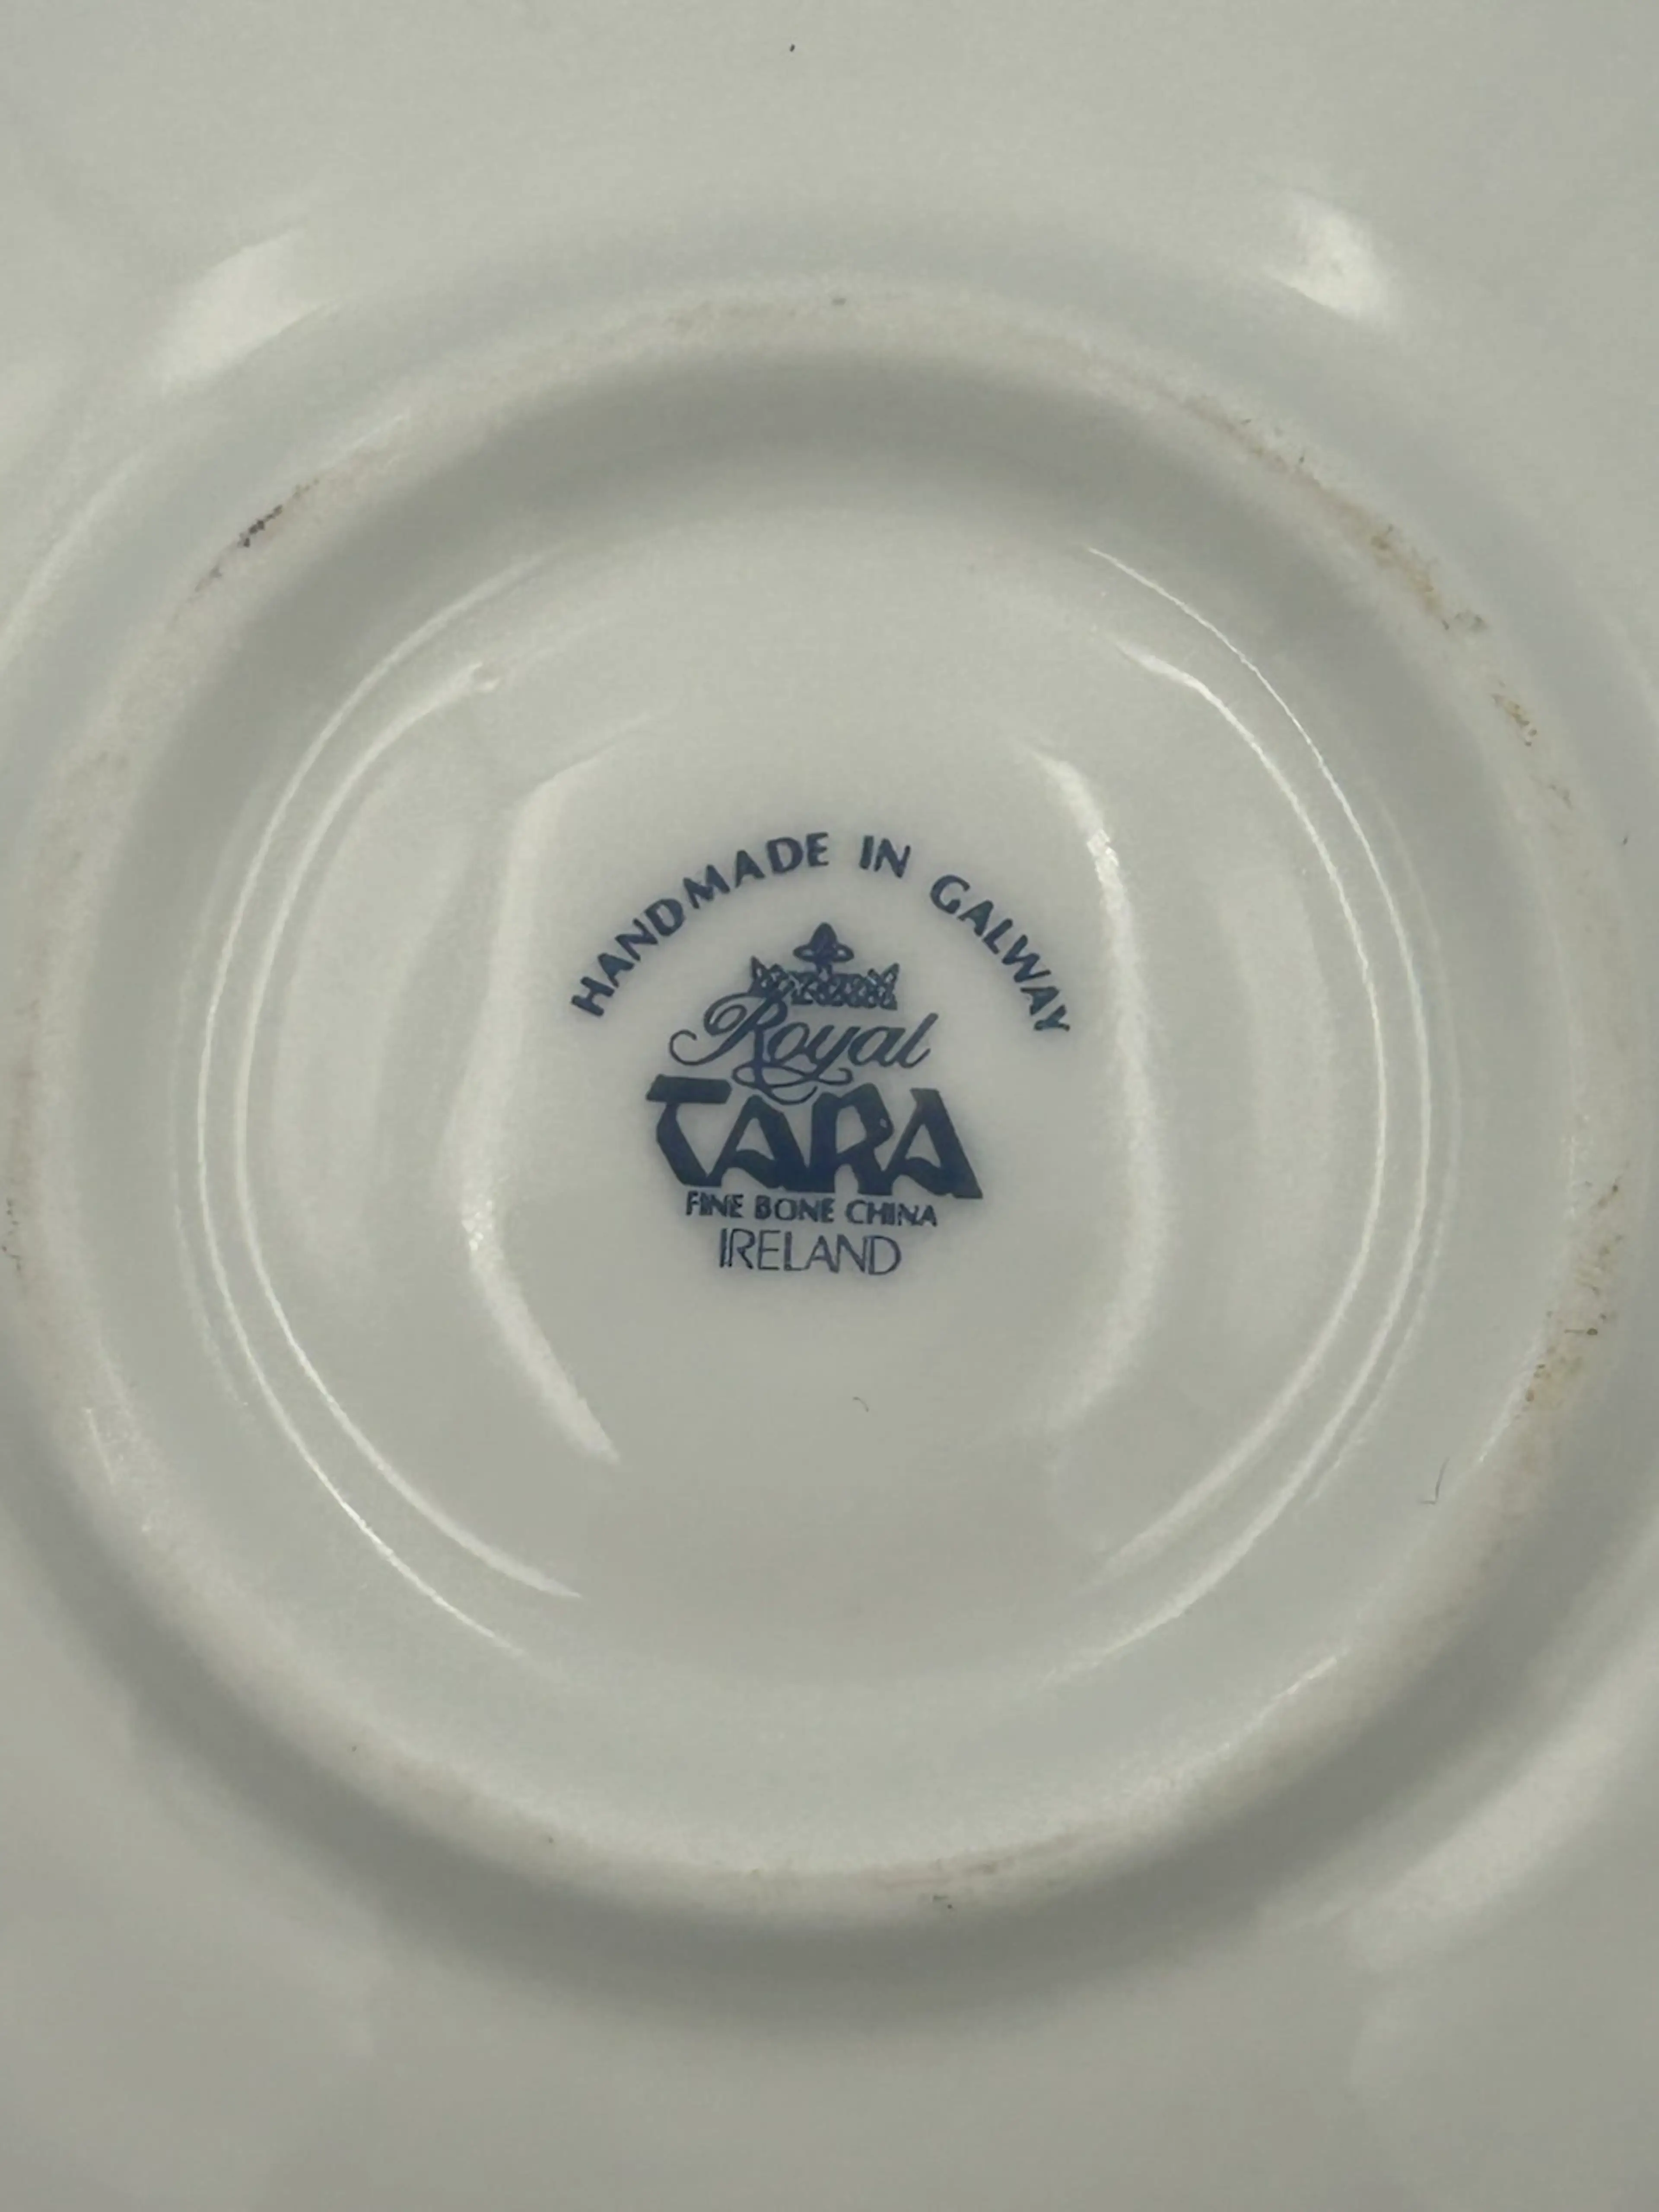 HANDMADE IN GALWAY
Royal
TARA
FINE BONE CHINA
IRELAND